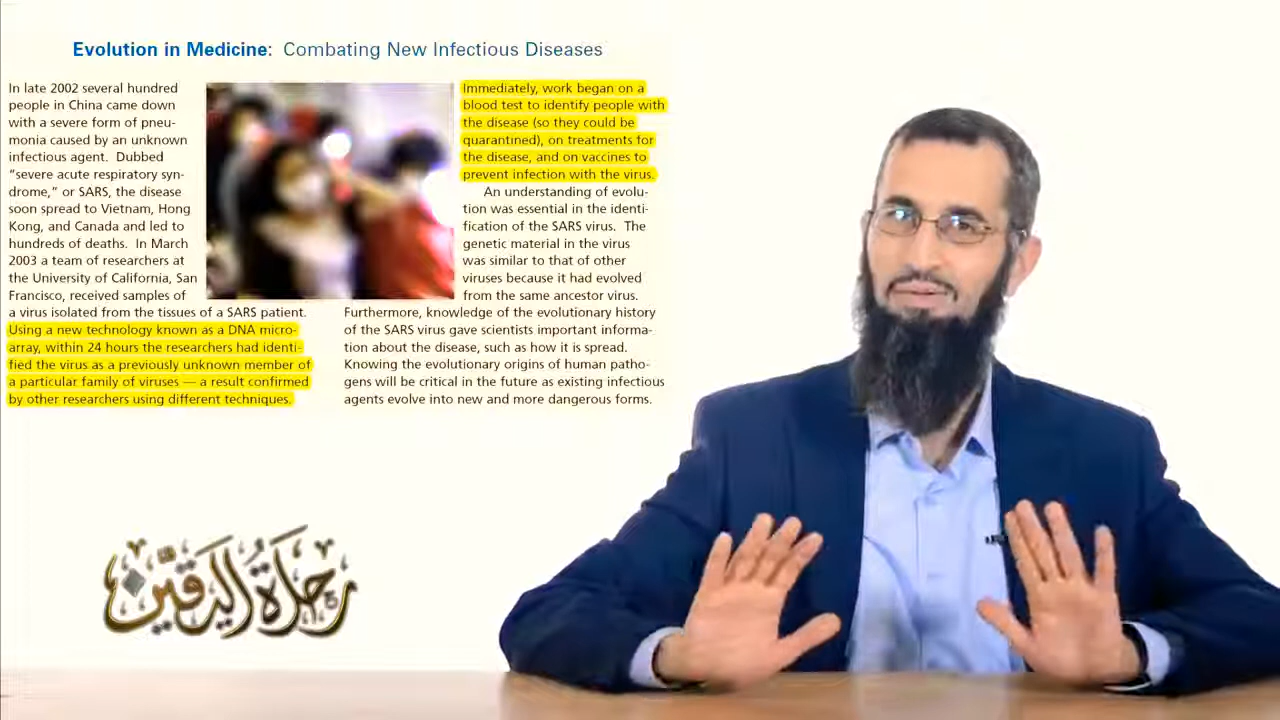 Evolution in Medicine: Combating New Infectious Diseases
In late 2002 several hundred
people in China came down
with a severe form of pneu-
monia caused by an unknown
infectious agent. Dubbed
“severe acute respiratory syn-
drome,” or SARS, the disease
soon spread to Vietnam, Hong
Kong, and Canada and led to
hundreds of deaths. In March
2003 a team of researchers at
the University of California, San
Francisco, received samples of
a virus isolated from the tissues of a SARS patient.
Using a new technology known as a DNA micro-
array, within 24 hours the researchers had identi-
fied the virus as a previously unknown member of
a particular family of viruses — a result confirmed
by other researchers using different techniques.
Immediately, work began on a
blood test to identify people with
the disease (so they could be
quarantined), on treatments for
the disease, and on vaccines to
prevent infection with the virus.
An understanding of evolu-
tion was essential in the identi-
fication of the SARS virus. The
genetic material in the virus
was similar to that of other
viruses because it had evolved
from the same ancestor virus.
Furthermore, knowledge of the evolutionary history
of the SARS virus gave scientists important informa-
tion about the disease, such as how it is spread.
Knowing the evolutionary origins of human patho-
gens will be critical in the future as existing infectious
agents evolve into new and more dangerous forms.
رحلة اليقين